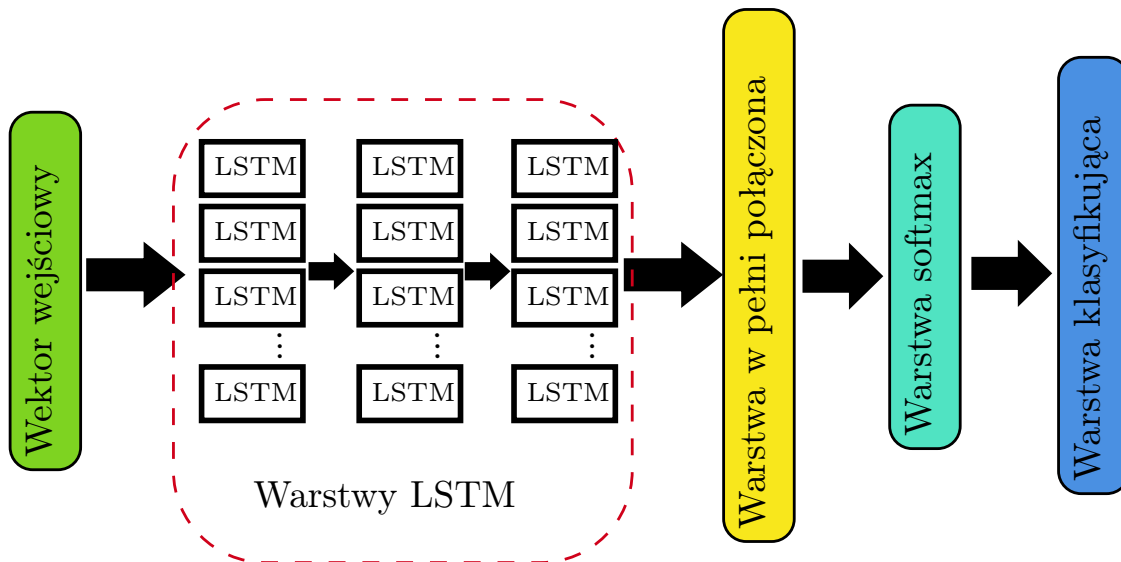 Wektor wejściowy
LSTM
LSTM
LSTM
⋮
LSTM
LSTM
LSTM
LSTM
⋮
LSTM
LSTM
LSTM
LSTM
⋮
LSTM
Warstwy LSTM
Warstwa w pełni połączona
Warstwa softmax
Warstwa klasyfikująca